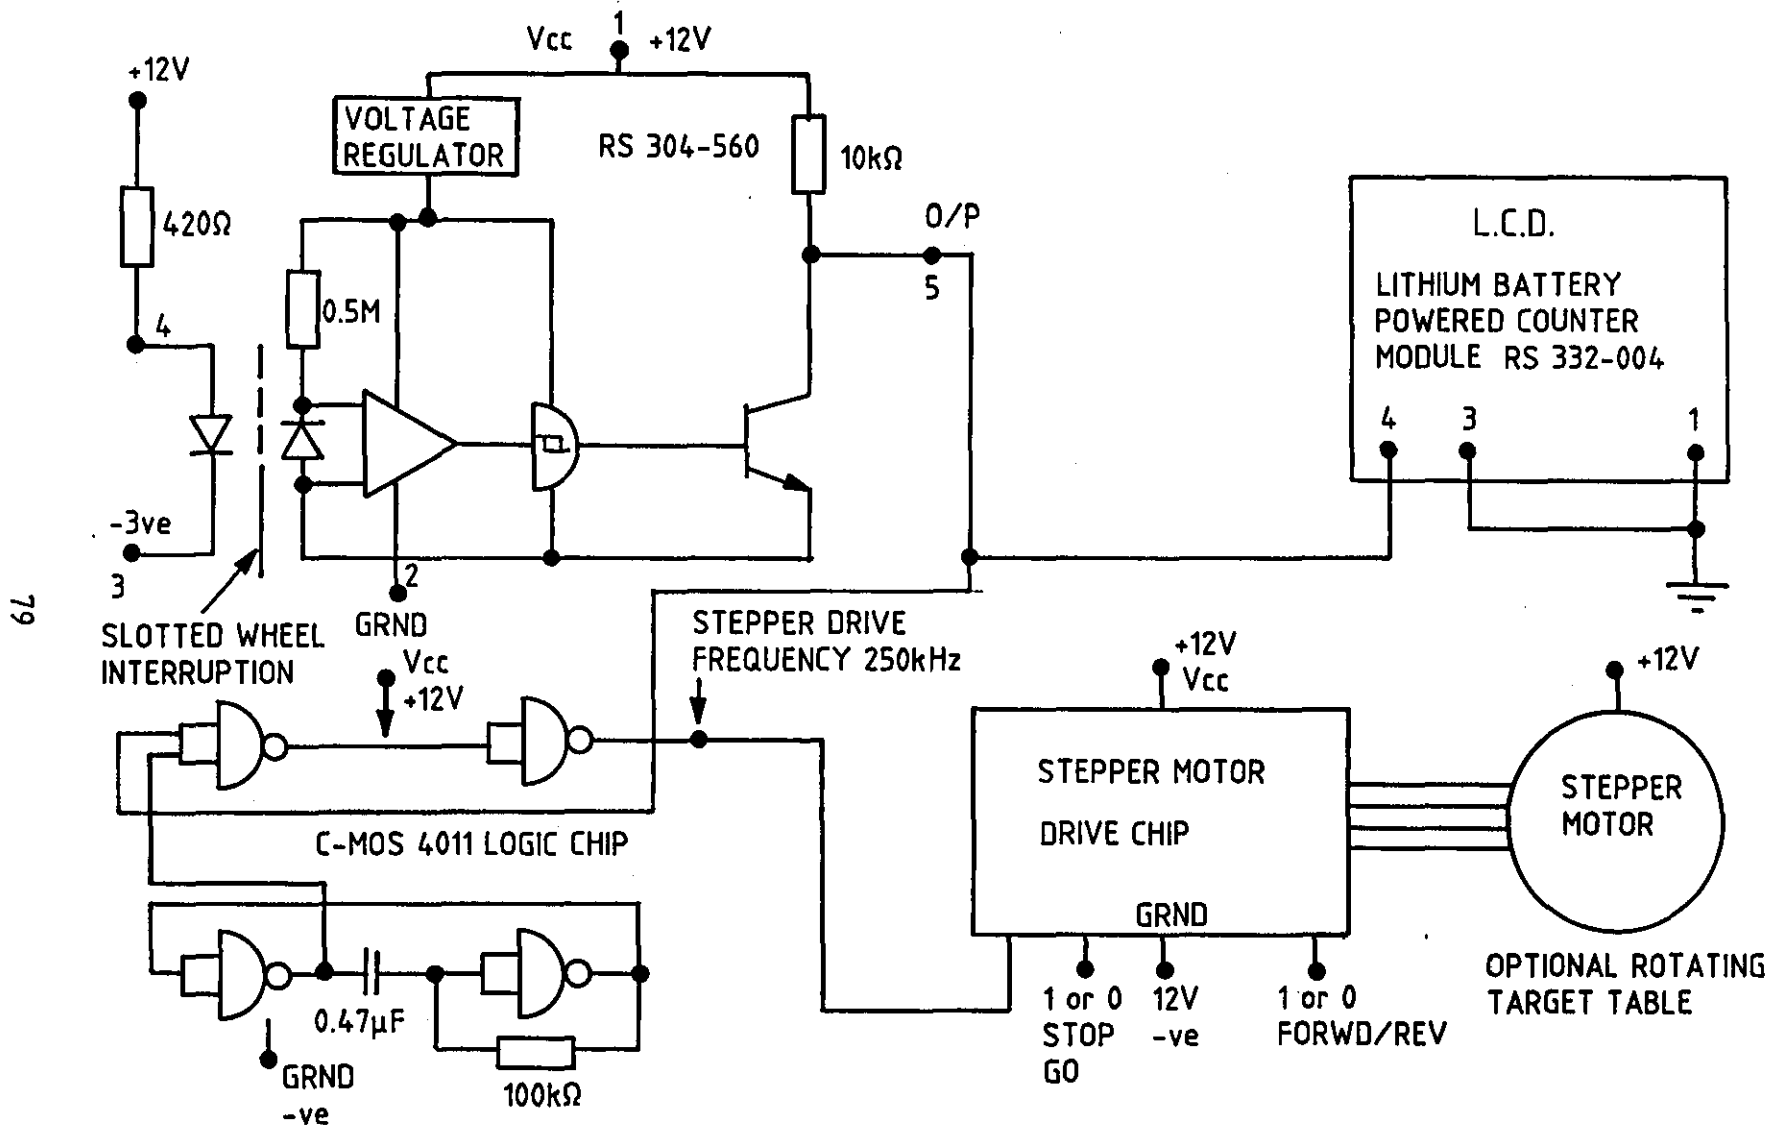 1
Vcc +12V
+12V
VOLTAGE
REGULATOR
RS 304-560
10kΩ
420Ω
O/P
5
0.5M
4
-3ve
3
2
GRND
SLOTTED WHEEL
INTERRUPTION
L.C.D.
LITHIUM BATTERY
POWERED COUNTER
MODULE RS 332-004
4 3 1
79
Vcc
+12V
STEPPER DRIVE
FREQUENCY 250kHz
C-MOS 4011 LOGIC CHIP
0.47µF
GRND
-ve
100kΩ
+12V
Vcc
STEPPER MOTOR
DRIVE CHIP
GRND
1 or 0
STOP
GO
12V
-ve
1 or 0
FORWD/REV
+12V
STEPPER
MOTOR
OPTIONAL ROTATING
TARGET TABLE